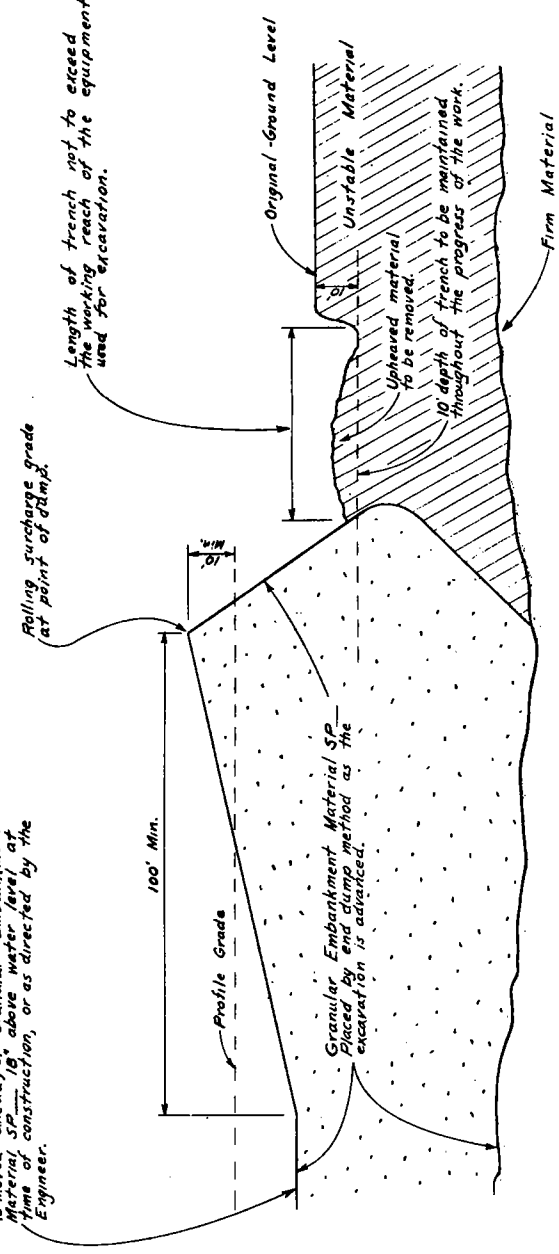 Material SP___ 18" above water level at
time of construction, or as directed by the
Engineer.
Rolling surcharge grade
at point of dump.
Length of trench not to exceed
the working reach of the equipment
used for excavation.
100' Min.
10'
Min.
Profile Grade
Original Ground Level
10'
Unstable Material
Upheaved material
to be removed.
10' depth of trench to be maintained
throughout the progress of the work.
Granular Embankment Material SP___
Placed by end dump method as the
excavation is advanced.
Firm Material